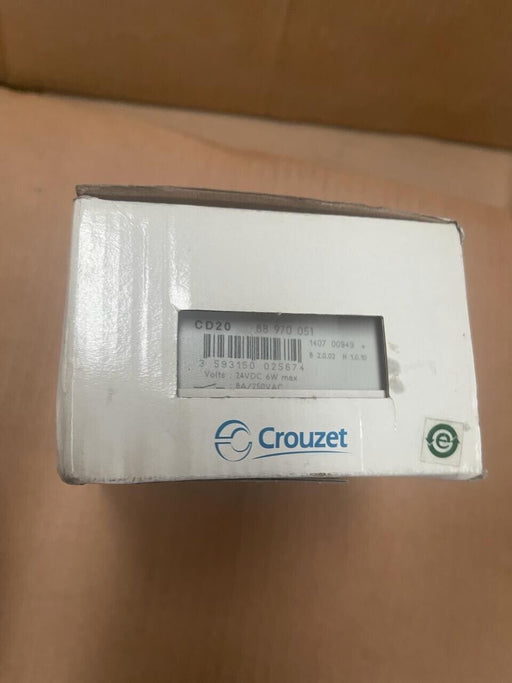 CD20 88 970 051
1407 00949 *
B 2.0.02 H 1.0.10
3 593150 025674
Volts : 24VDC 6W max
: 8A/250VAC
Crouzet
e